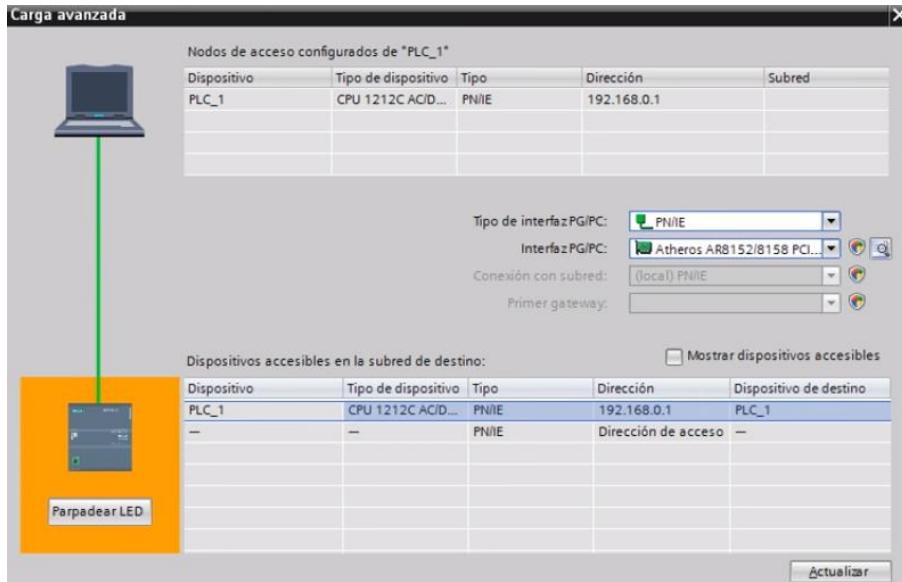 Carga avanzada
Nodos de acceso configurados de "PLC_1"
Dispositivo Tipo de dispositivo Tipo Dirección Subred
PLC_1 CPU 1212C AC/D... PN/IE 192.168.0.1
Tipo de interfaz PG/PC: PN/IE
Interfaz PG/PC: Atheros AR8152/8158 PCI...
Conexión con subred: (local) PN/IE
Primer gateway:
Dispositivos accesibles en la subred de destino: Mostrar dispositivos accesibles
Dispositivo Tipo de dispositivo Tipo Dirección Dispositivo de destino
PLC_1 CPU 1212C AC/D... PN/IE 192.168.0.1 PLC_1
— — PN/IE Dirección de acceso —
Parpadear LED
Actualizar